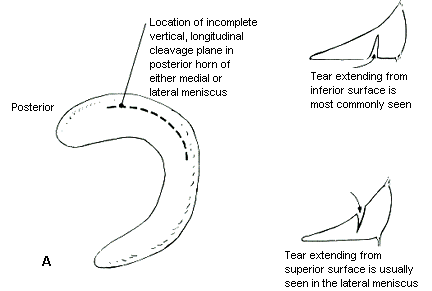 Location of incomplete
vertical, longitudinal
cleavage plane in
posterior horn of
either medial or
lateral meniscus
Posterior
Tear extending from
inferior surface is
most commonly seen
A
Tear extending from
superior surface is usually
seen in the lateral meniscus